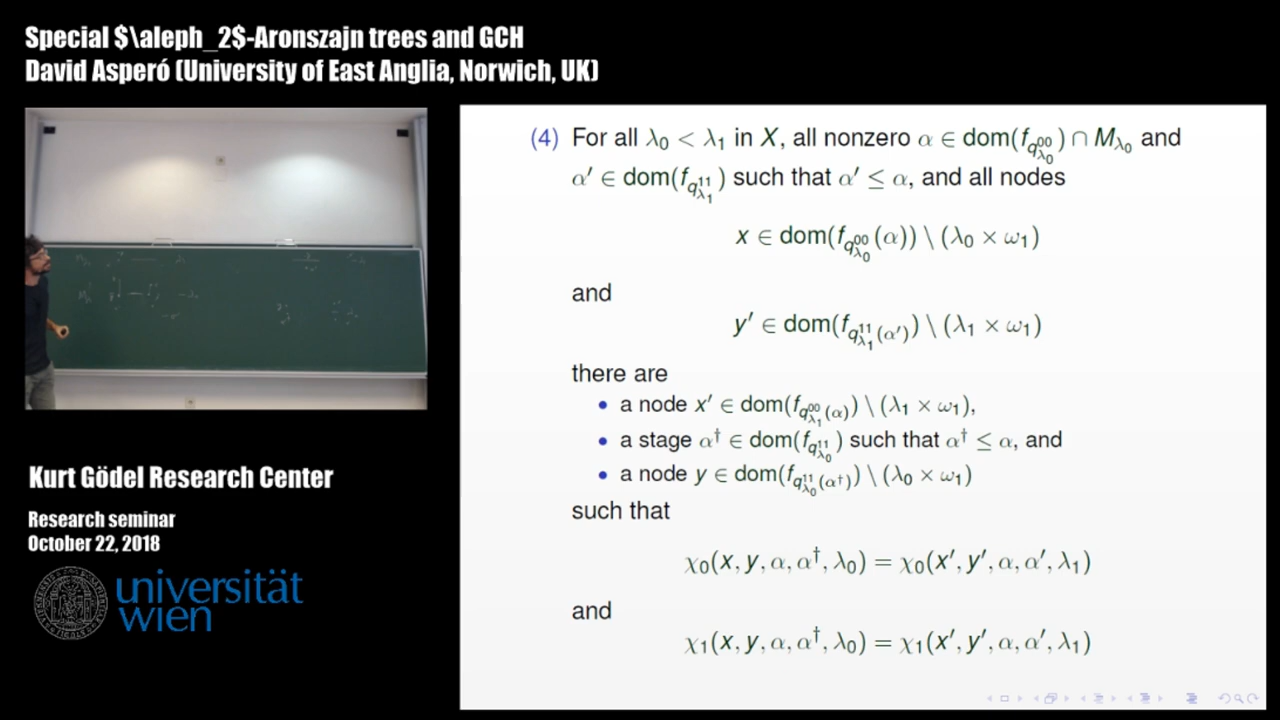 Special $\aleph_2$-Aronszajn trees and GCH
David Asperó (University of East Anglia, Norwich, UK)
(4) For all λ₀ < λ₁ in X, all nonzero α ∈ dom(f_{q^{00}_{λ₀}}) ∩ M_{λ₀} and
α′ ∈ dom(f_{q^{11}_{λ₁}}) such that α′ ≤ α, and all nodes
x ∈ dom(f_{q^{00}_{λ₀}}(α)) \ (λ₀ × ω₁)
and
y′ ∈ dom(f_{q^{11}_{λ₁}(α′)}) \ (λ₁ × ω₁)
there are
• a node x′ ∈ dom(f_{q^{00}_{λ₁}(α)}) \ (λ₁ × ω₁),
• a stage α† ∈ dom(f_{q^{11}_{λ₀}}) such that α† ≤ α, and
• a node y ∈ dom(f_{q^{11}_{λ₀}(α†)}) \ (λ₀ × ω₁)
such that
χ₀(x, y, α, α†, λ₀) = χ₀(x′, y′, α, α′, λ₁)
and
χ₁(x, y, α, α†, λ₀) = χ₁(x′, y′, α, α′, λ₁)
Kurt Gödel Research Center
Research seminar
October 22, 2018
universität
wien